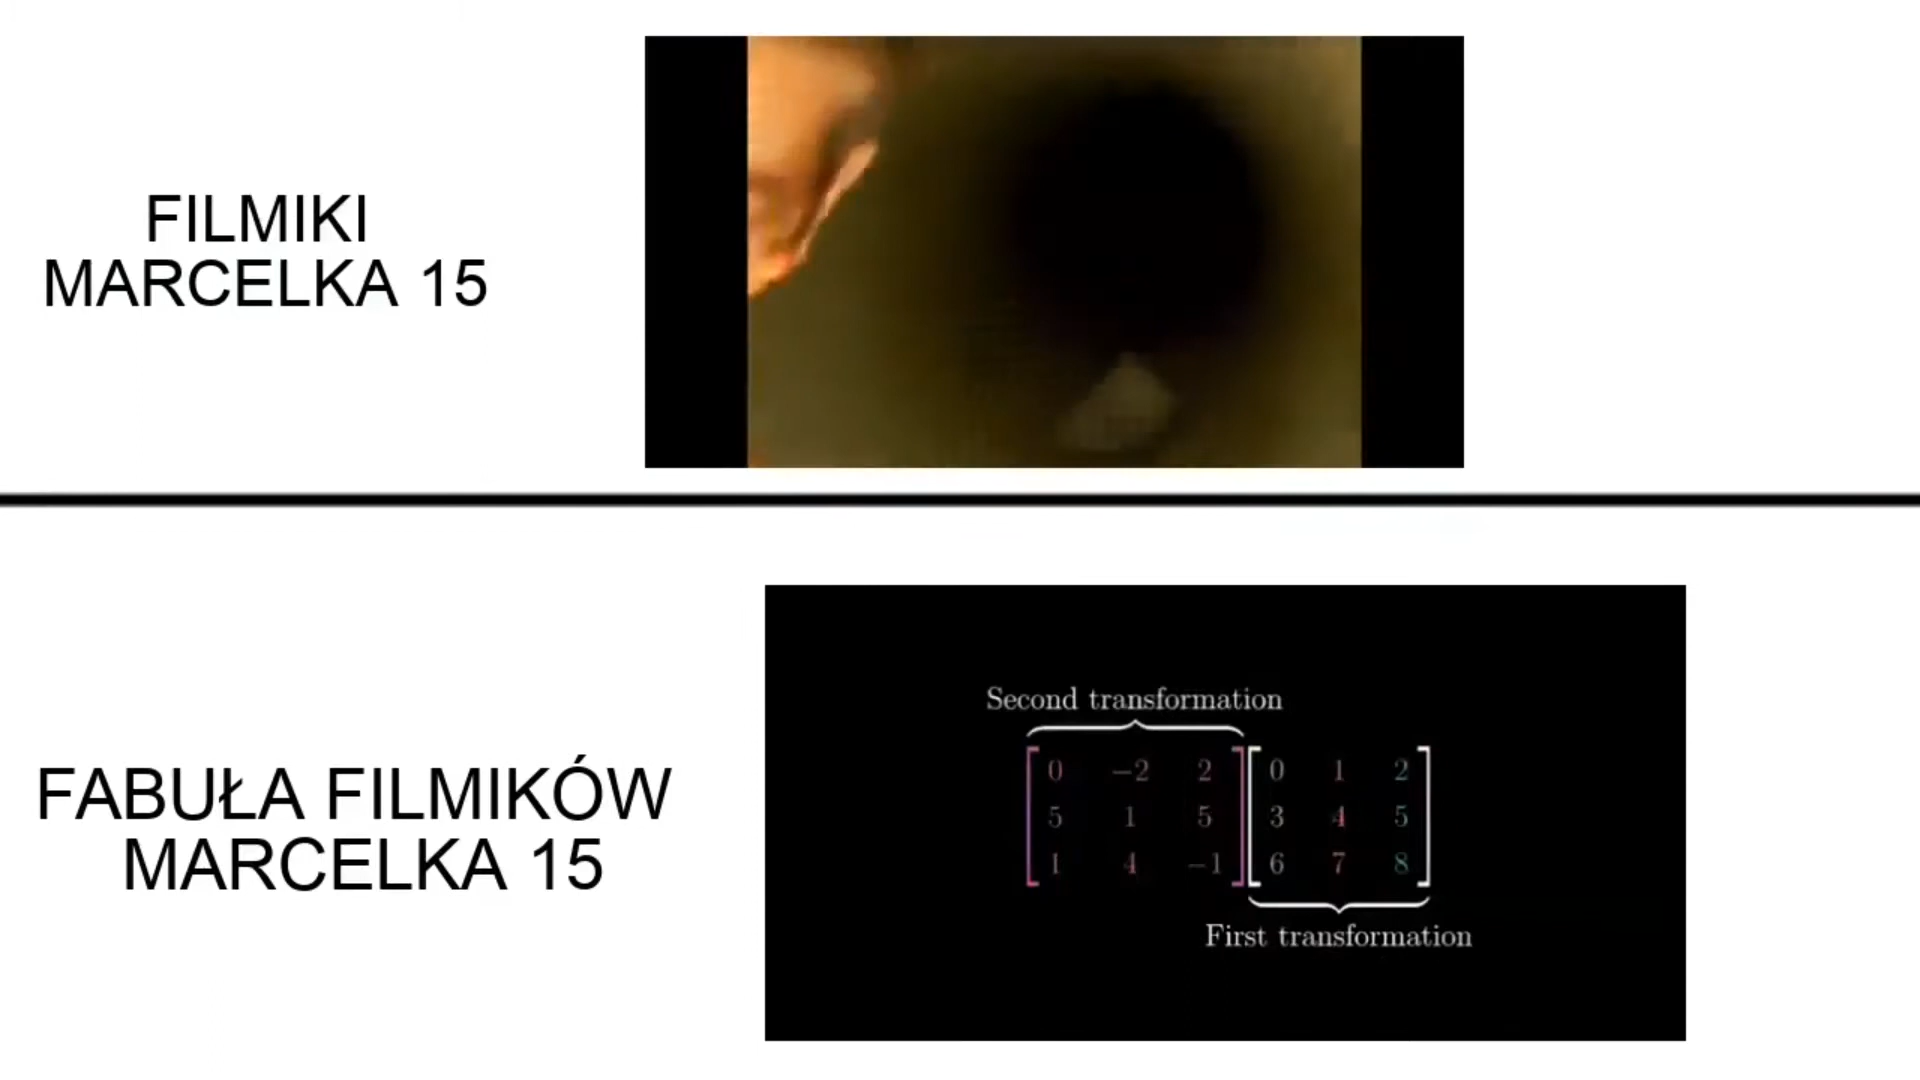 FILMIKI
MARCELKA 15
FABUŁA FILMIKÓW
MARCELKA 15
Second transformation
0 −2 2 0 1 2
5 1 5 3 4 5
1 4 −1 6 7 8
First transformation